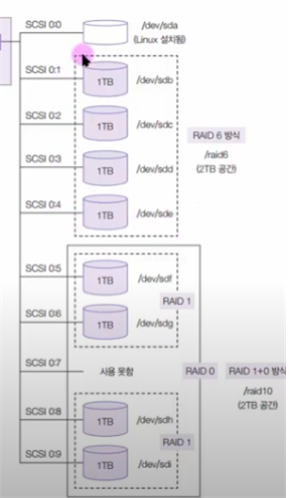 SCSI 0:0
/dev/sda
(Linux 설치됨)
SCSI 0:1
1TB
/dev/sdb
SCSI 0:2
1TB
/dev/sdc
RAID 6 방식
/raid6
(2TB 공간)
SCSI 0:3
1TB
/dev/sdd
SCSI 0:4
1TB
/dev/sde
SCSI 0:5
1TB
/dev/sdf
RAID 1
SCSI 0:6
1TB
/dev/sdg
SCSI 0:7
사용 못함
RAID 0
RAID 1+0 방식
/raid10
(2TB 공간)
SCSI 0:8
1TB
/dev/sdh
RAID 1
SCSI 0:9
1TB
/dev/sdi